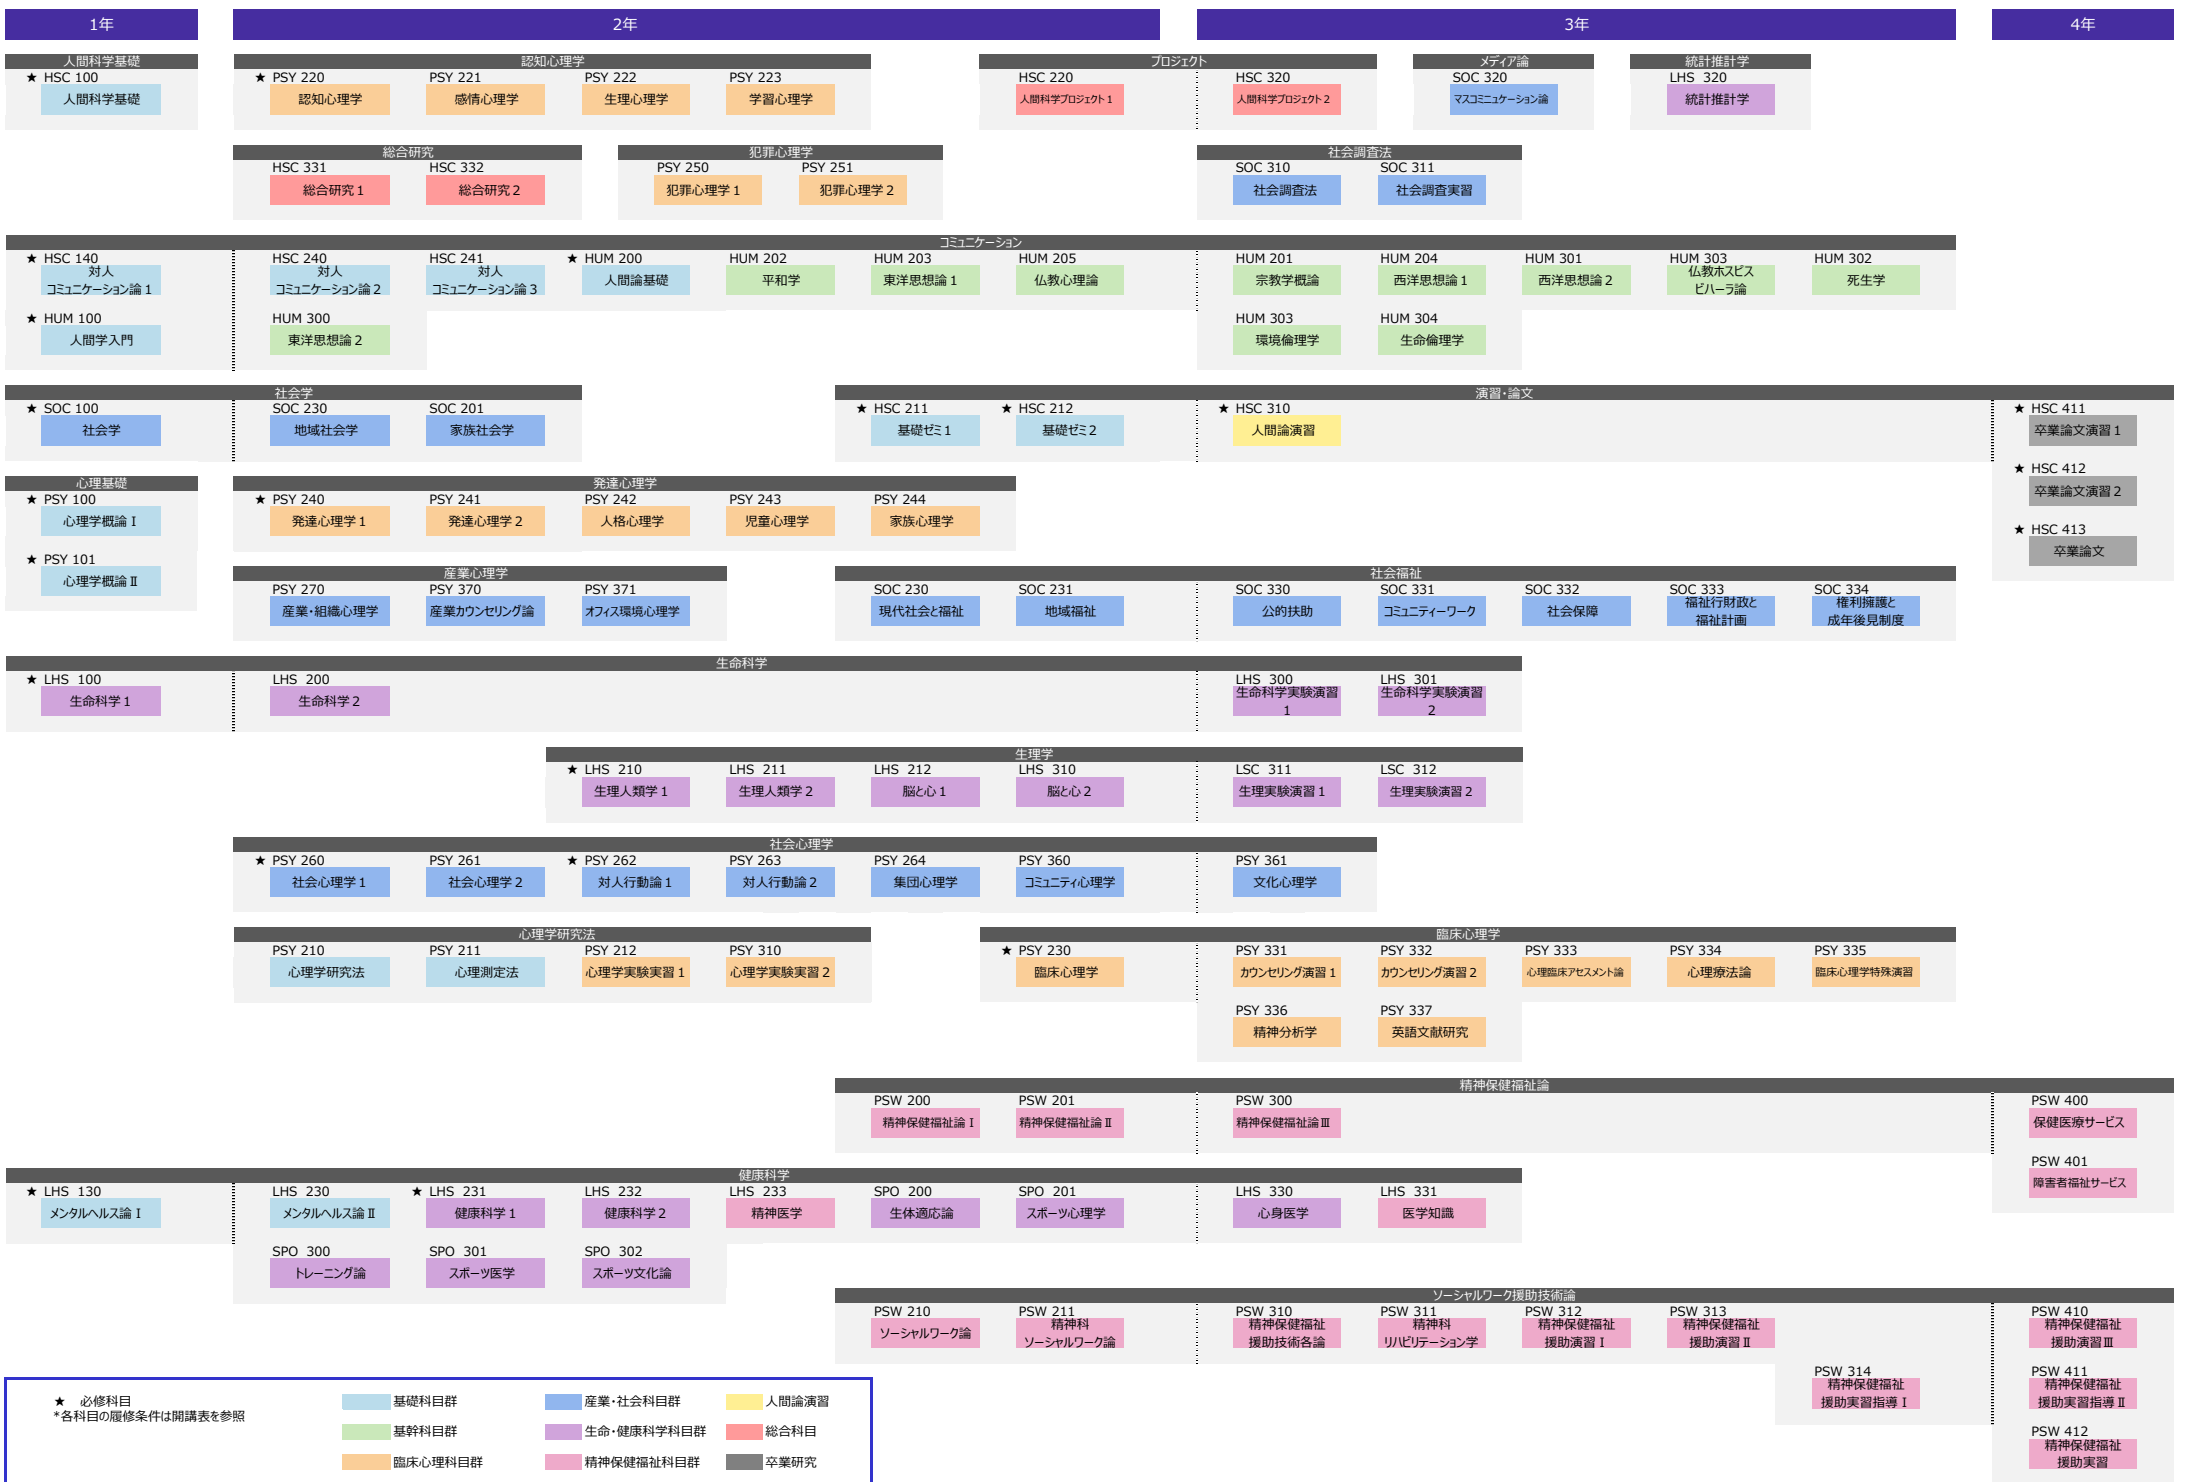 1年
2年
3年
4年
人間科学基礎
認知心理学
プロジェクト
メディア論
統計推計学
★ HSC 100
★ PSY 220
PSY 221
PSY 222
PSY 223
HSC 220
HSC 320
SOC 320
LHS 320
人間科学基礎
認知心理学
感情心理学
生理心理学
学習心理学
人間科学プロジェクト1
人間科学プロジェクト2
マスコミニュケーション論
統計推計学
総合研究
犯罪心理学
社会調査法
HSC 331
HSC 332
PSY 250
PSY 251
SOC 310
SOC 311
総合研究1
総合研究2
犯罪心理学1
犯罪心理学2
社会調査法
社会調査実習
コミュニケーション
★ HSC 140
HSC 240
HSC 241
★ HUM 200
HUM 202
HUM 203
HUM 205
HUM 201
HUM 204
HUM 301
HUM 303
HUM 302
対人
コミュニケーション論1
対人
コミュニケーション論2
対人
コミュニケーション論3
人間論基礎
平和学
東洋思想論1
仏教心理論
宗教学概論
西洋思想論1
西洋思想論2
仏教ホスピス
ビハーラ論
死生学
★ HUM 100
HUM 300
HUM 303
HUM 304
人間学入門
東洋思想論2
環境倫理学
生命倫理学
社会学
演習・論文
★ SOC 100
SOC 230
SOC 201
★ HSC 211
★ HSC 212
★ HSC 310
★ HSC 411
社会学
地域社会学
家族社会学
基礎ゼミ1
基礎ゼミ2
人間論演習
卒業論文演習1
★ HSC 412
卒業論文演習2
★ HSC 413
卒業論文
心理基礎
発達心理学
★ PSY 100
★ PSY 240
PSY 241
PSY 242
PSY 243
PSY 244
心理学概論Ⅰ
発達心理学1
発達心理学2
人格心理学
児童心理学
家族心理学
★ PSY 101
心理学概論Ⅱ
産業心理学
社会福祉
PSY 270
PSY 370
PSY 371
SOC 230
SOC 231
SOC 330
SOC 331
SOC 332
SOC 333
SOC 334
産業・組織心理学
産業カウンセリング論
オフィス環境心理学
現代社会と福祉
地域福祉
公的扶助
コミュニティーワーク
社会保障
福祉行財政と
福祉計画
権利擁護と
成年後見制度
生命科学
★ LHS 100
LHS 200
LHS 300
LHS 301
生命科学1
生命科学2
生命科学実験演習
1
生命科学実験演習
2
生理学
★ LHS 210
LHS 211
LHS 212
LHS 310
LSC 311
LSC 312
生理人類学1
生理人類学2
脳と心1
脳と心2
生理実験演習1
生理実験演習2
社会心理学
★ PSY 260
PSY 261
★ PSY 262
PSY 263
PSY 264
PSY 360
PSY 361
社会心理学1
社会心理学2
対人行動論1
対人行動論2
集団心理学
コミュニティ心理学
文化心理学
心理学研究法
臨床心理学
PSY 210
PSY 211
PSY 212
PSY 310
★ PSY 230
PSY 331
PSY 332
PSY 333
PSY 334
PSY 335
心理学研究法
心理測定法
心理学実験実習1
心理学実験実習2
臨床心理学
カウンセリング演習1
カウンセリング演習2
心理臨床アセスメント論
心理療法論
臨床心理学特殊演習
PSY 336
PSY 337
精神分析学
英語文献研究
精神保健福祉論
PSW 200
PSW 201
PSW 300
PSW 400
精神保健福祉論Ⅰ
精神保健福祉論Ⅱ
精神保健福祉論Ⅲ
保健医療サービス
PSW 401
障害者福祉サービス
健康科学
★ LHS 130
LHS 230
★ LHS 231
LHS 232
LHS 233
SPO 200
SPO 201
LHS 330
LHS 331
メンタルヘルス論Ⅰ
メンタルヘルス論Ⅱ
健康科学1
健康科学2
精神医学
生体適応論
スポーツ心理学
心身医学
医学知識
SPO 300
SPO 301
SPO 302
トレーニング論
スポーツ医学
スポーツ文化論
ソーシャルワーク援助技術論
PSW 210
PSW 211
PSW 310
PSW 311
PSW 312
PSW 313
PSW 410
ソーシャルワーク論
精神科
ソーシャルワーク論
精神保健福祉
援助技術各論
精神科
リハビリテーション学
精神保健福祉
援助演習Ⅰ
精神保健福祉
援助演習Ⅱ
精神保健福祉
援助演習Ⅲ
PSW 314
PSW 411
精神保健福祉
援助実習指導Ⅰ
精神保健福祉
援助実習指導Ⅱ
PSW 412
精神保健福祉
援助実習
★ 必修科目
*各科目の履修条件は開講表を参照
基礎科目群
産業・社会科目群
人間論演習
基幹科目群
生命・健康科学科目群
総合科目
臨床心理科目群
精神保健福祉科目群
卒業研究